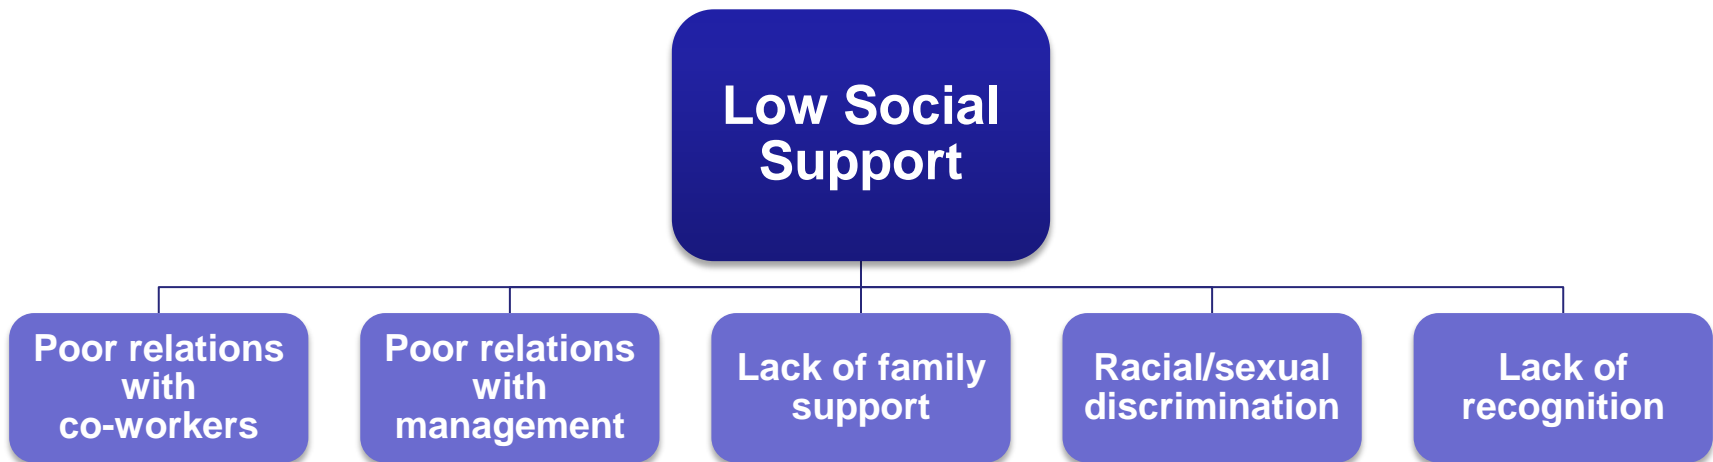 Low Social
Support
Poor relations
with
co-workers
Poor relations
with
management
Lack of family
support
Racial/sexual
discrimination
Lack of
recognition